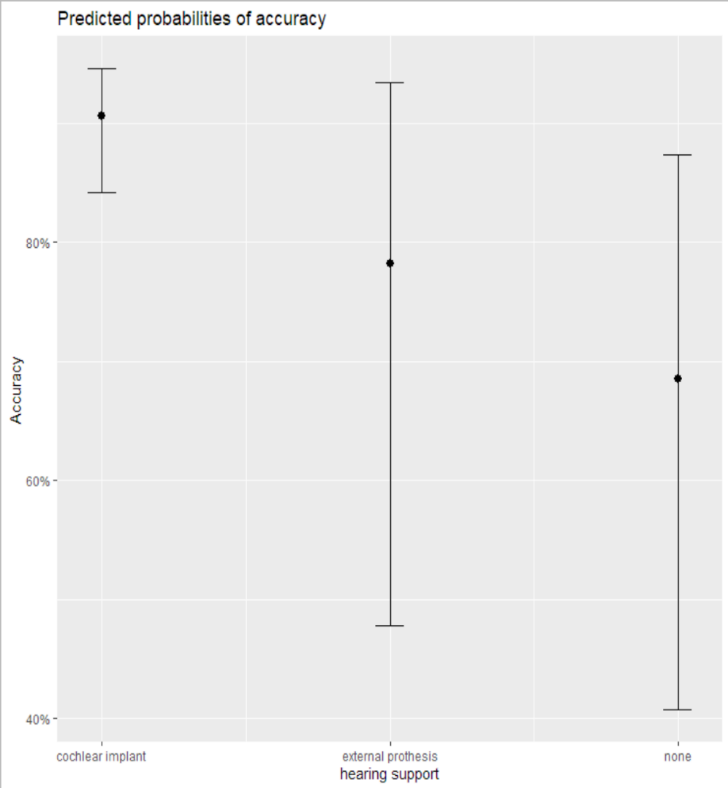 Predicted probabilities of accuracy
80%
60%
40%
Accuracy
cochlear implant external prothesis none
hearing support